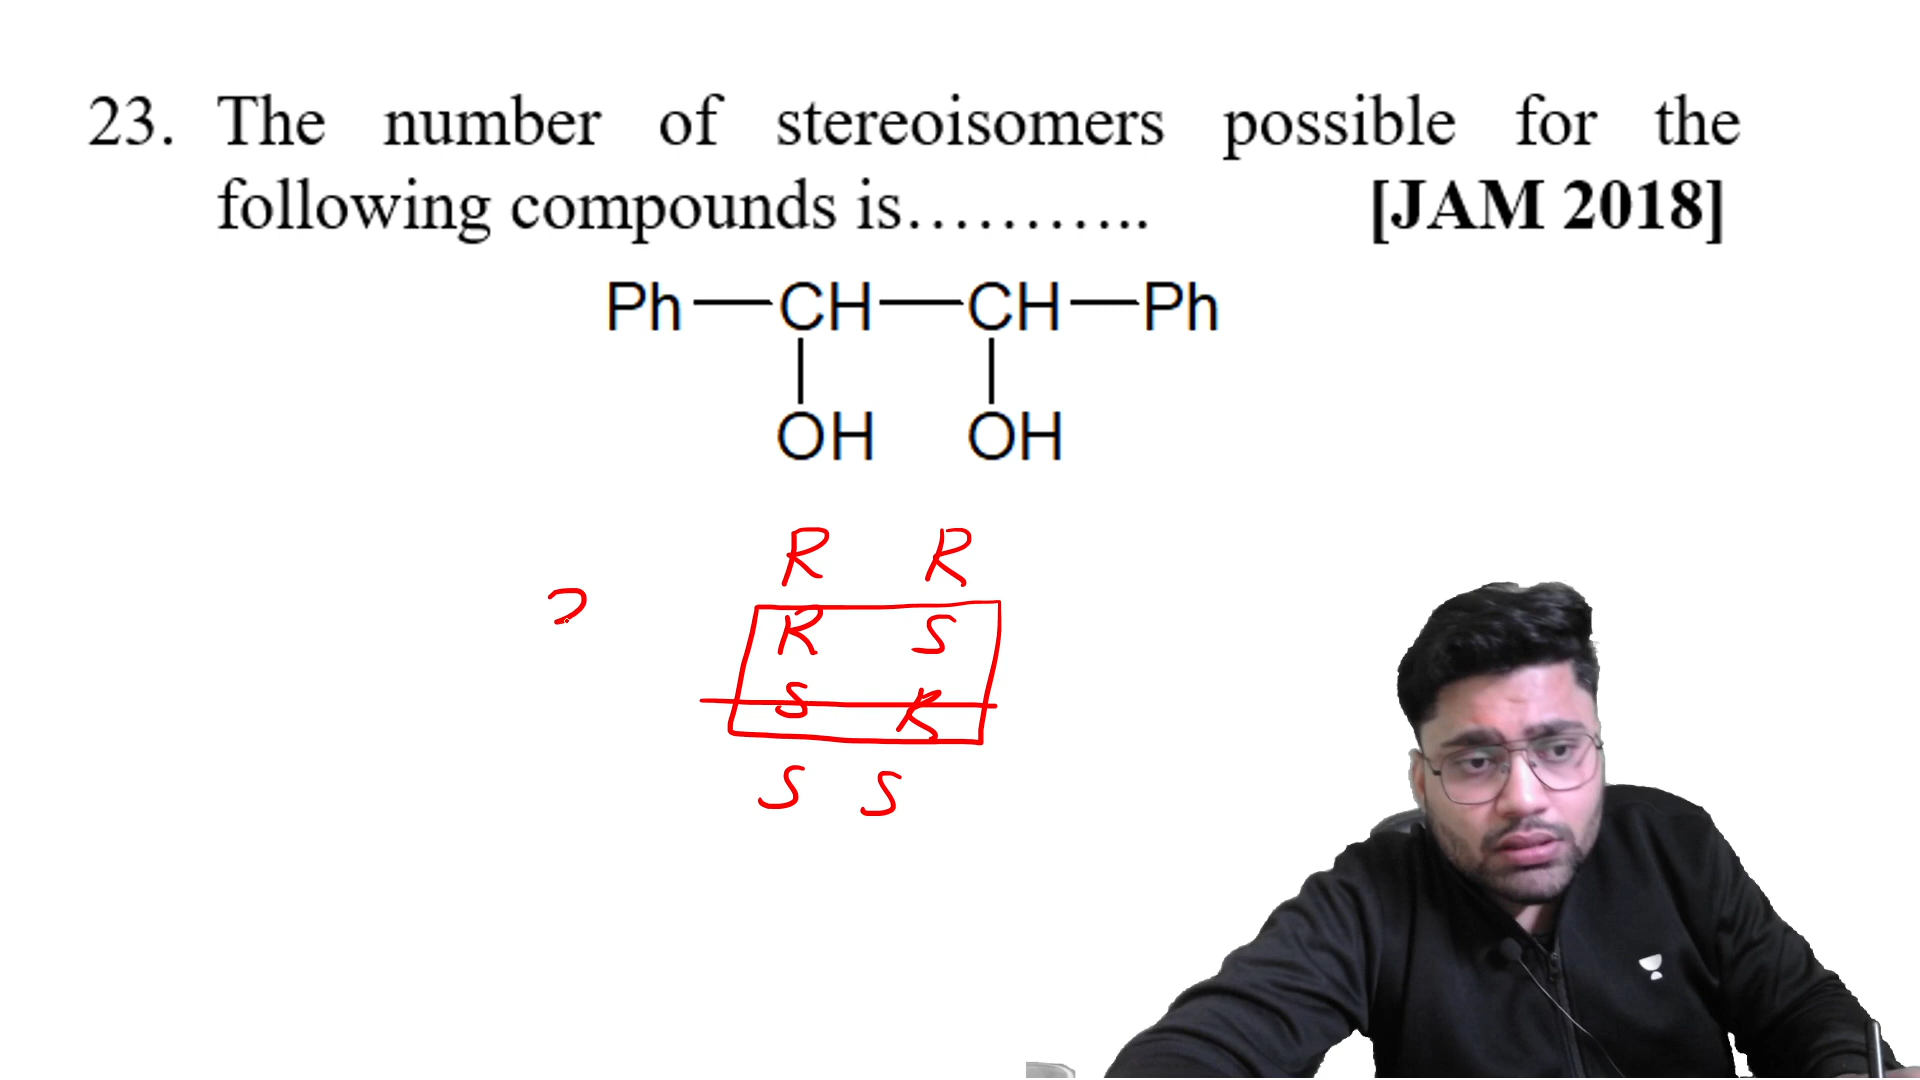 23. The number of stereoisomers possible for the
following compounds is……….. [JAM 2018]
Ph—CH—CH—Ph
OH OH
R R
R S
S R
S S